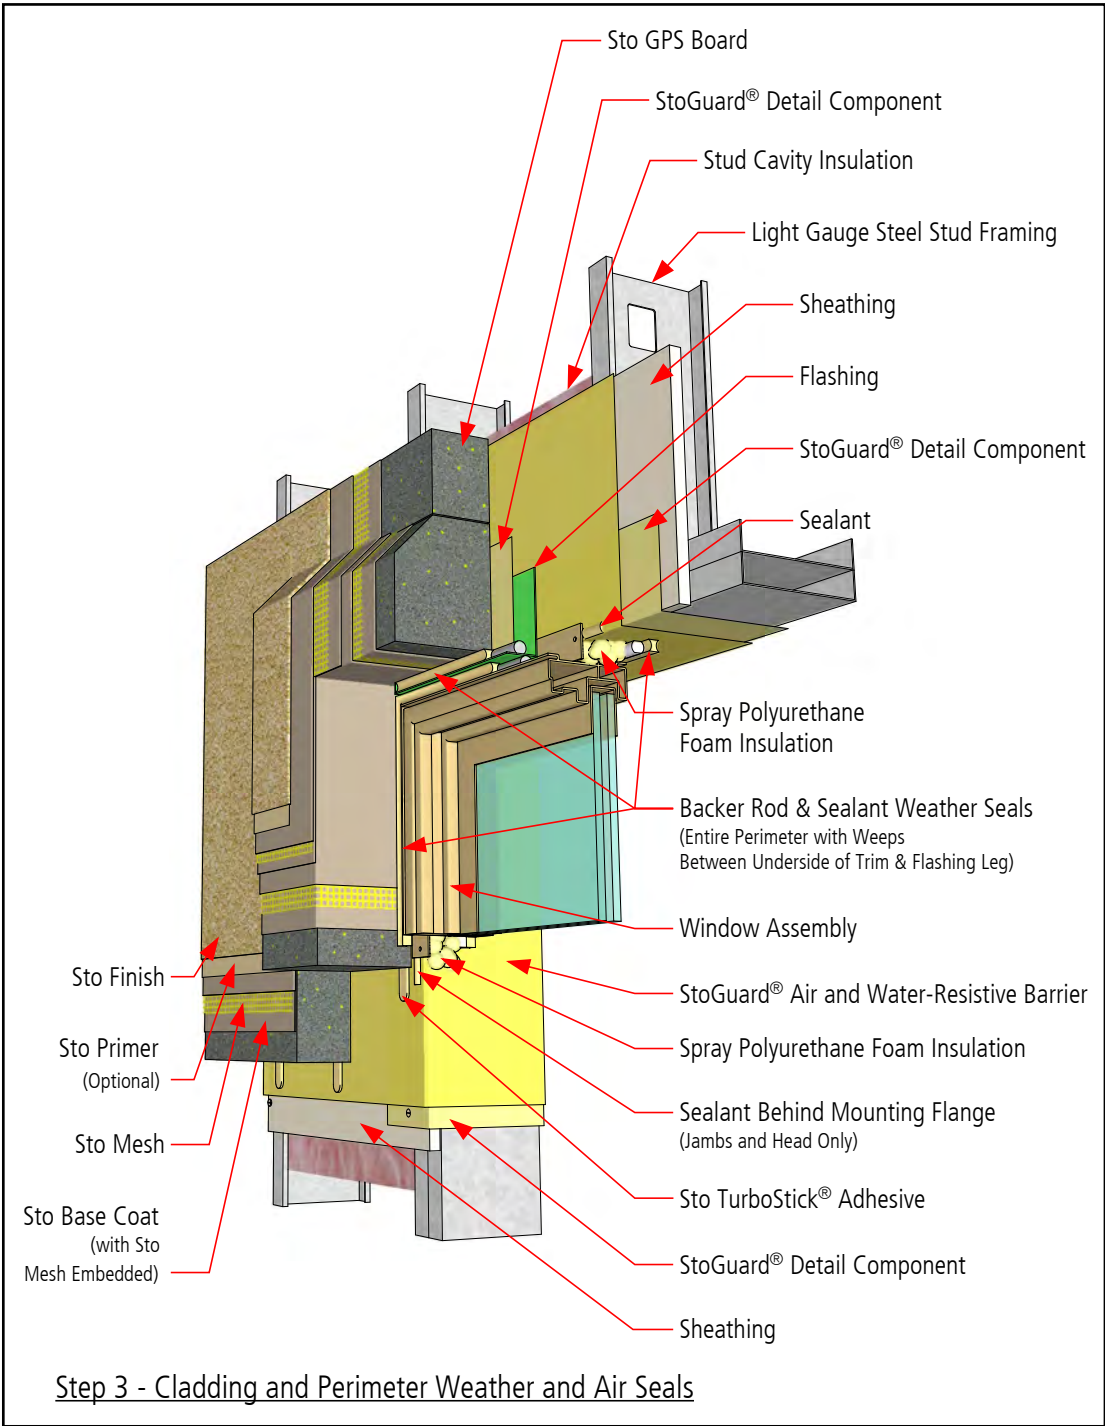 Sto GPS Board
StoGuard® Detail Component
Stud Cavity Insulation
Light Gauge Steel Stud Framing
Sheathing
Flashing
StoGuard® Detail Component
Sealant
Spray Polyurethane
Foam Insulation
Backer Rod & Sealant Weather Seals
(Entire Perimeter with Weeps
Between Underside of Trim & Flashing Leg)
Window Assembly
StoGuard® Air and Water-Resistive Barrier
Spray Polyurethane Foam Insulation
Sealant Behind Mounting Flange
(Jambs and Head Only)
Sto TurboStick® Adhesive
StoGuard® Detail Component
Sheathing
Sto Finish
Sto Primer
(Optional)
Sto Mesh
Sto Base Coat
(with Sto
Mesh Embedded)
Step 3 - Cladding and Perimeter Weather and Air Seals